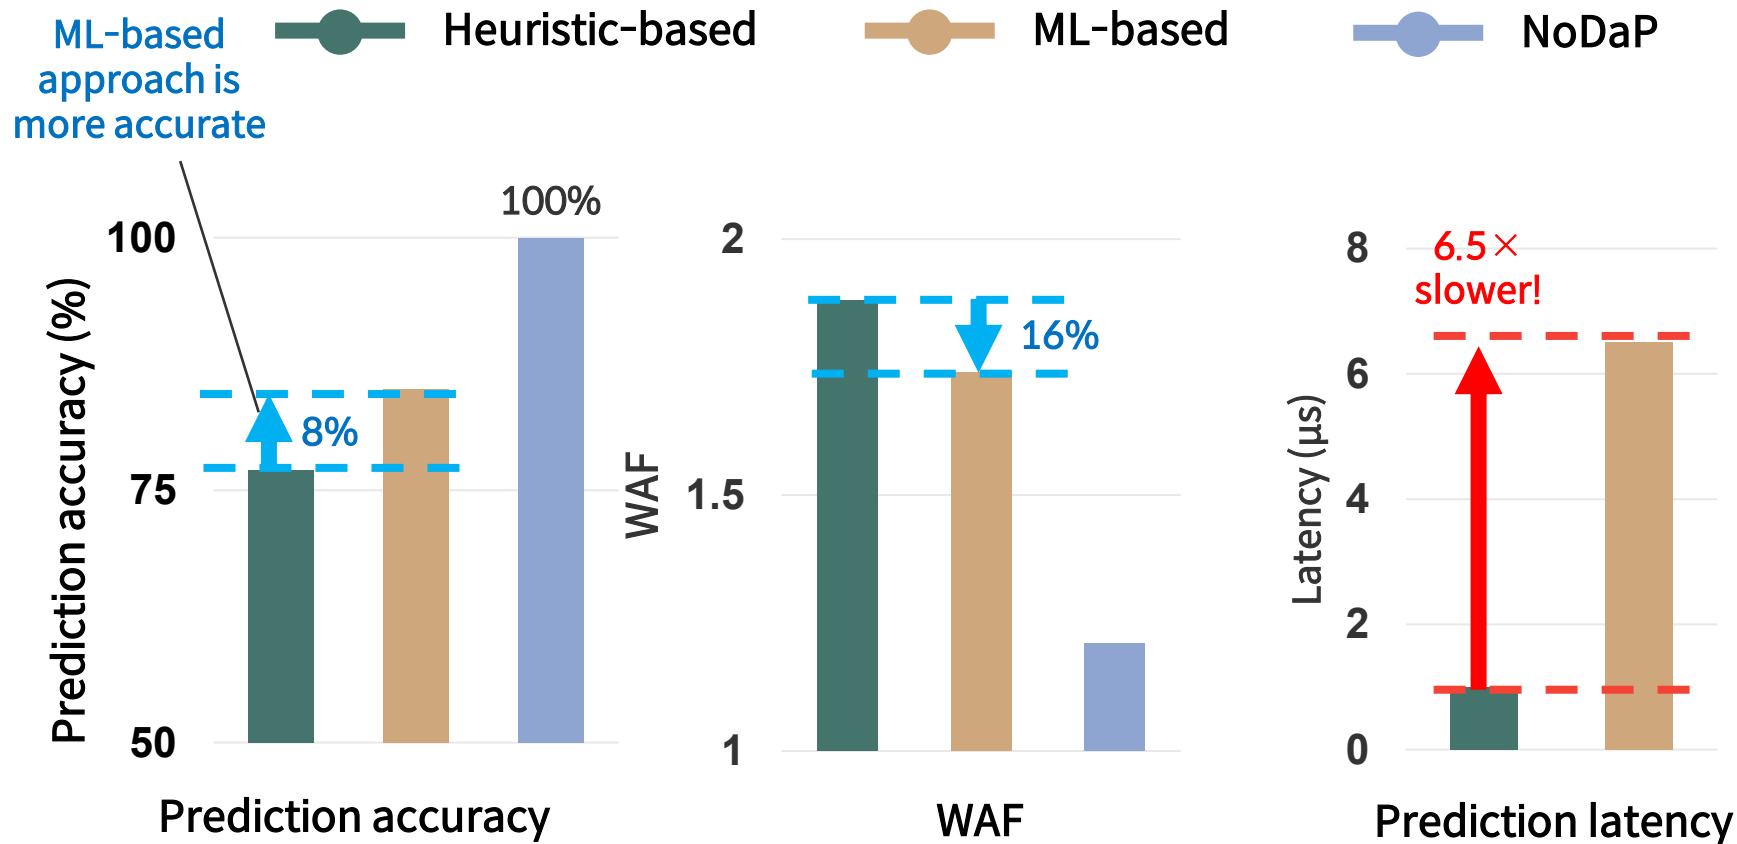 ML-based
approach is
more accurate
Heuristic-based
ML-based
NoDaP
Prediction accuracy (%)
100
75
50
100%
8%
Prediction accuracy
WAF
2
1.5
1
16%
WAF
Latency (μs)
8
6
4
2
0
6.5×
slower!
Prediction latency